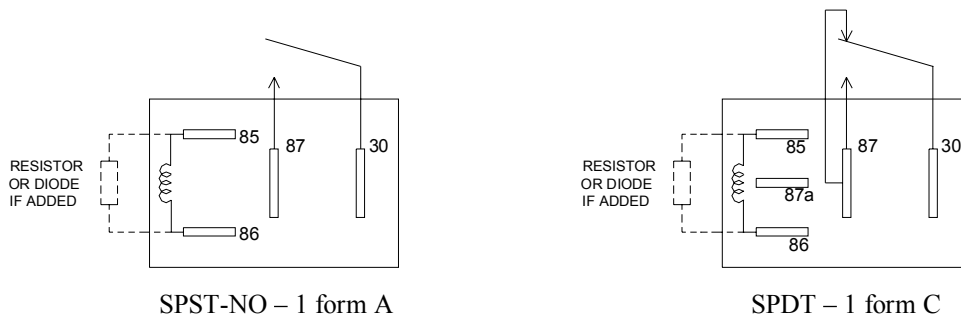 85
87
30
RESISTOR
OR DIODE
IF ADDED
86
SPST-NO – 1 form A
85
87
30
RESISTOR
OR DIODE
IF ADDED
87a
86
SPDT – 1 form C